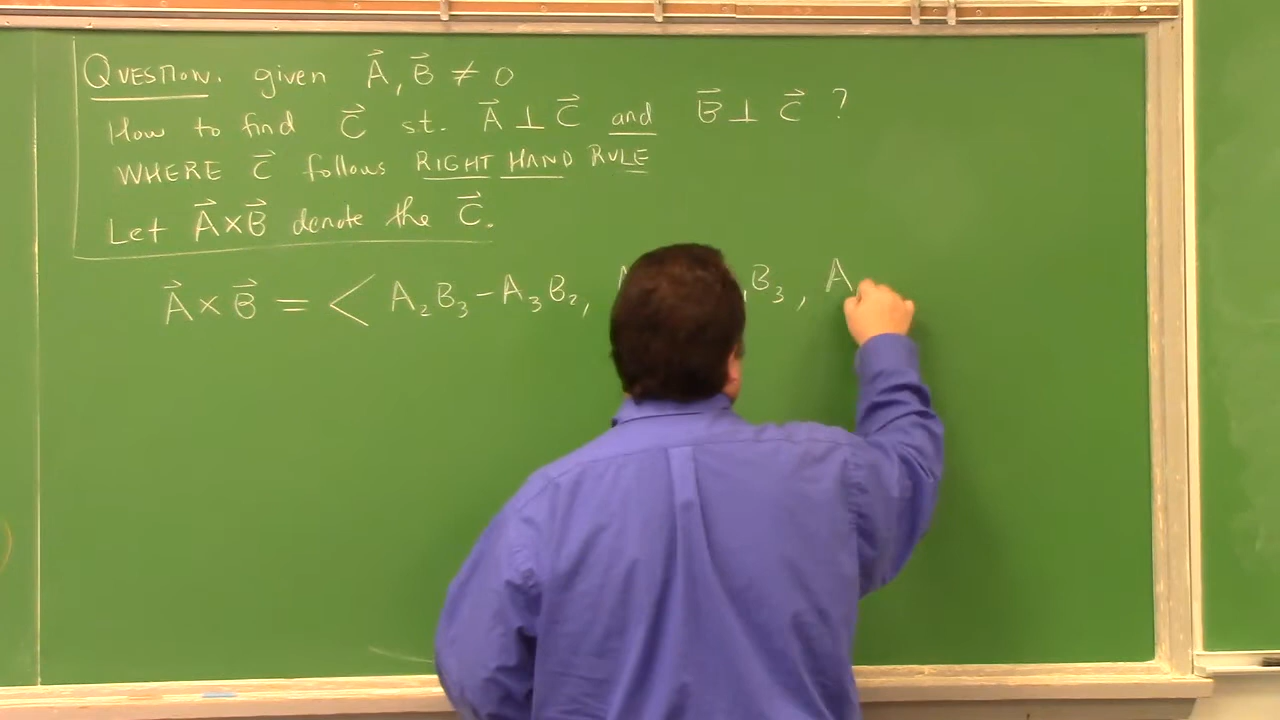 QUESTION. given A⃗, B⃗ ≠ 0
How to find C⃗ st. A⃗ ⊥ C⃗ and B⃗ ⊥ C⃗ ?
WHERE C⃗ follows RIGHT HAND RULE
Let A⃗×B⃗ denote the C⃗.
A⃗ × B⃗ = < A₂B₃ − A₃B₂, B₃, A